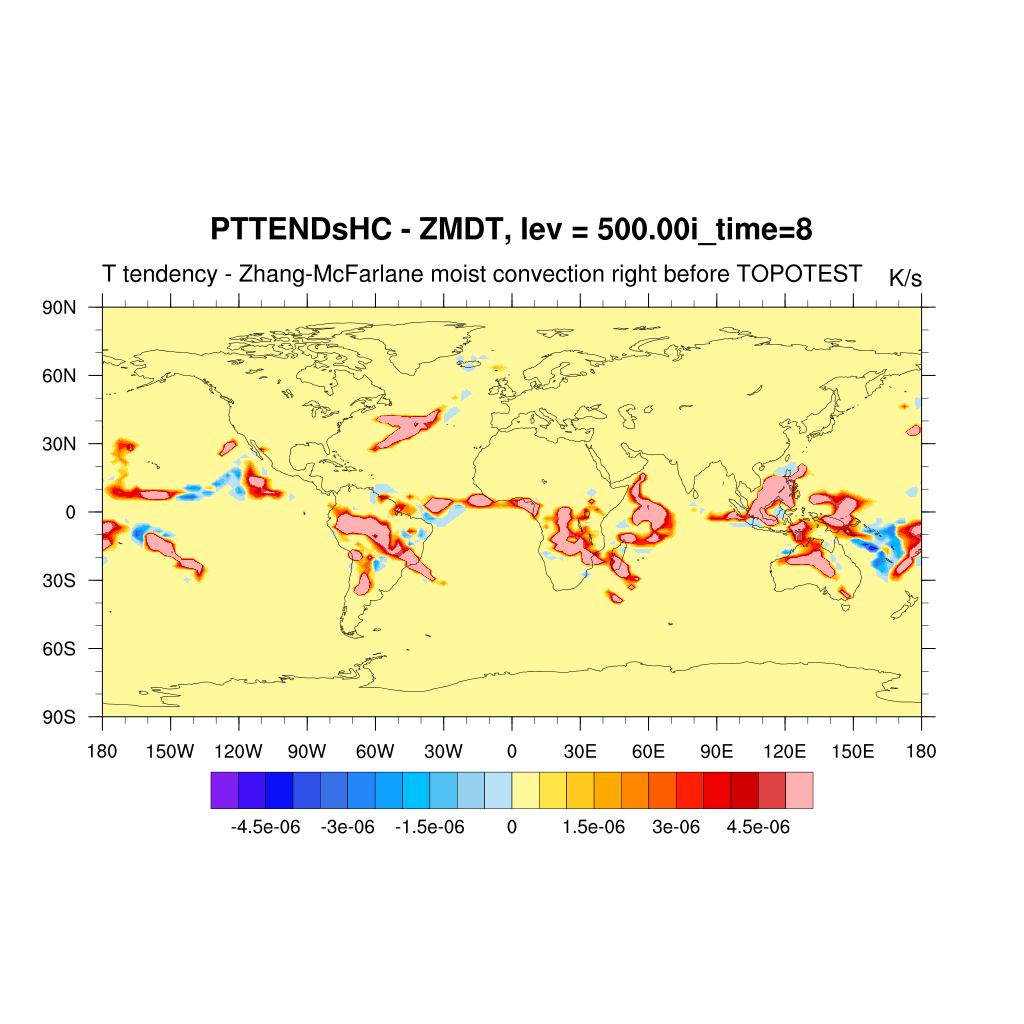 PTTENDsHC - ZMDT, lev = 500.00i_time=8
T tendency - Zhang-McFarlane moist convection right before TOPOTEST K/s
90N
60N
30N
0
30S
60S
90S
180 150W 120W 90W 60W 30W 0 30E 60E 90E 120E 150E 180
-4.5e-06 -3e-06 -1.5e-06 0 1.5e-06 3e-06 4.5e-06